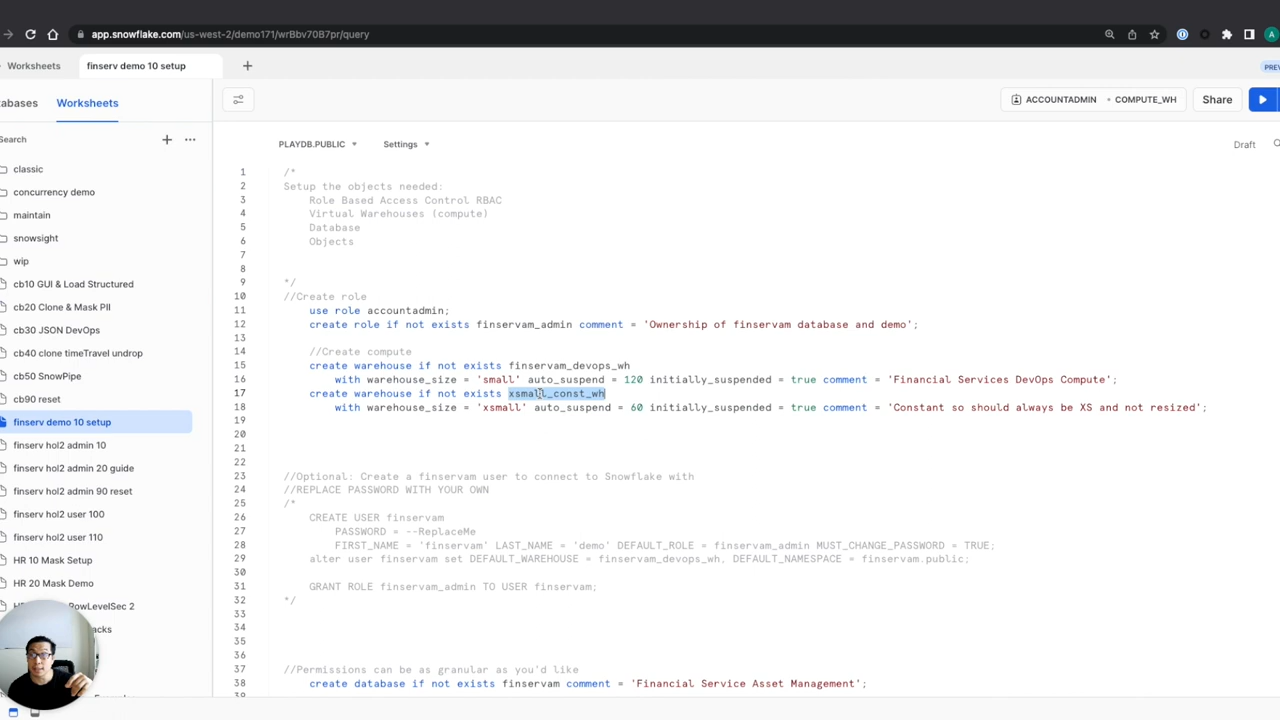 app.snowflake.com/us-west-2/demo171/wrBbv70B7pr/query
Worksheets
finserv demo 10 setup
PREV
abases
Worksheets
ACCOUNTADMIN • COMPUTE_WH
Share
Search
PLAYDB.PUBLIC
Settings
Draft
classic
concurrency demo
maintain
snowsight
wip
cb10 GUI & Load Structured
cb20 Clone & Mask PII
cb30 JSON DevOps
cb40 clone timeTravel undrop
cb50 SnowPipe
cb90 reset
finserv demo 10 setup
finserv hol2 admin 10
finserv hol2 admin 20 guide
finserv hol2 admin 90 reset
finserv hol2 user 100
finserv hol2 user 110
HR 10 Mask Setup
HR 20 Mask Demo
RowLevelSec 2
acks
1 /*
2 Setup the objects needed:
3 Role Based Access Control RBAC
4 Virtual Warehouses (compute)
5 Database
6 Objects
7
8
9 */
10 //Create role
11 use role accountadmin;
12 create role if not exists finservam_admin comment = 'Ownership of finservam database and demo';
13
14 //Create compute
15 create warehouse if not exists finservam_devops_wh
16 with warehouse_size = 'small' auto_suspend = 120 initially_suspended = true comment = 'Financial Services DevOps Compute';
17 create warehouse if not exists xsmall_const_wh
18 with warehouse_size = 'xsmall' auto_suspend = 60 initially_suspended = true comment = 'Constant so should always be XS and not resized';
19
20
21
22
23 //Optional: Create a finservam user to connect to Snowflake with
24 //REPLACE PASSWORD WITH YOUR OWN
25 /*
26 CREATE USER finservam
27 PASSWORD = --ReplaceMe
28 FIRST_NAME = 'finservam' LAST_NAME = 'demo' DEFAULT_ROLE = finservam_admin MUST_CHANGE_PASSWORD = TRUE;
29 alter user finservam set DEFAULT_WAREHOUSE = finservam_devops_wh, DEFAULT_NAMESPACE = finservam.public;
30
31 GRANT ROLE finservam_admin TO USER finservam;
32 */
33
34
35
36
37 //Permissions can be as granular as you'd like
38 create database if not exists finservam comment = 'Financial Service Asset Management';
39